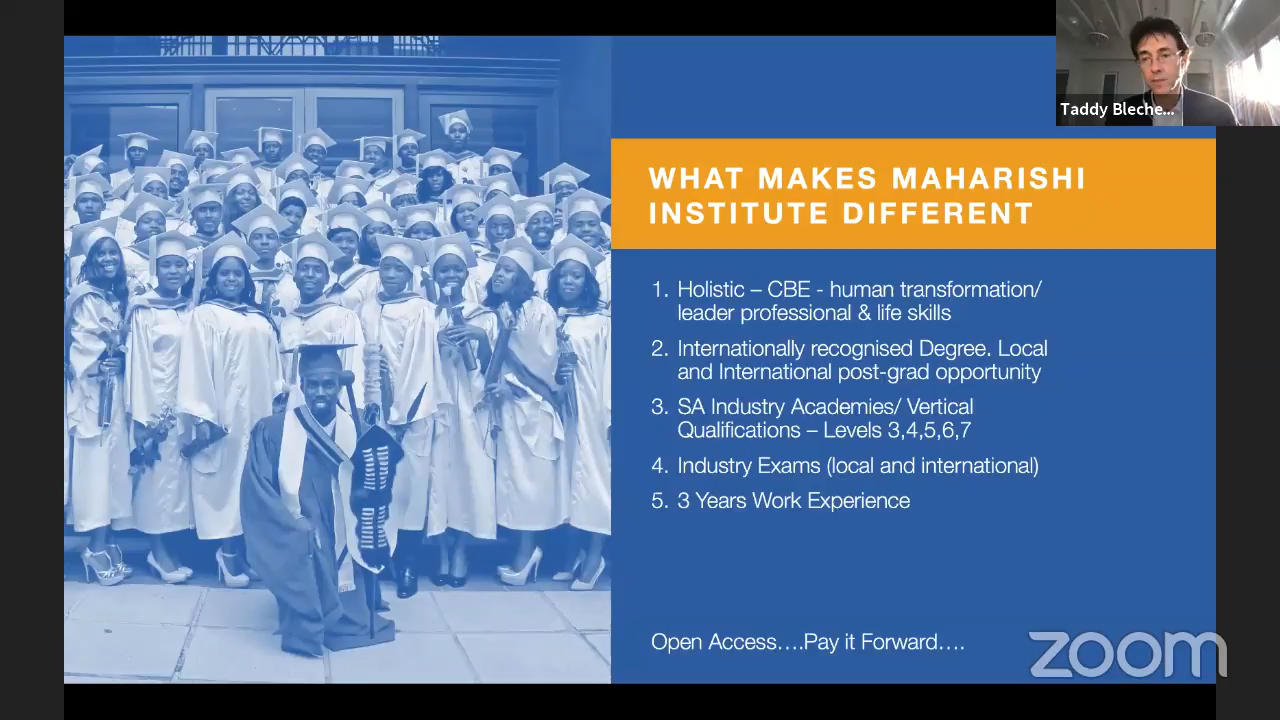 Taddy Bleche...
WHAT MAKES MAHARISHI
INSTITUTE DIFFERENT
1. Holistic – CBE - human transformation/
leader professional & life skills
2. Internationally recognised Degree. Local
and International post-grad opportunity
3. SA Industry Academies/ Vertical
Qualifications – Levels 3,4,5,6,7
4. Industry Exams (local and international)
5. 3 Years Work Experience
Open Access....Pay it Forward....
zoom